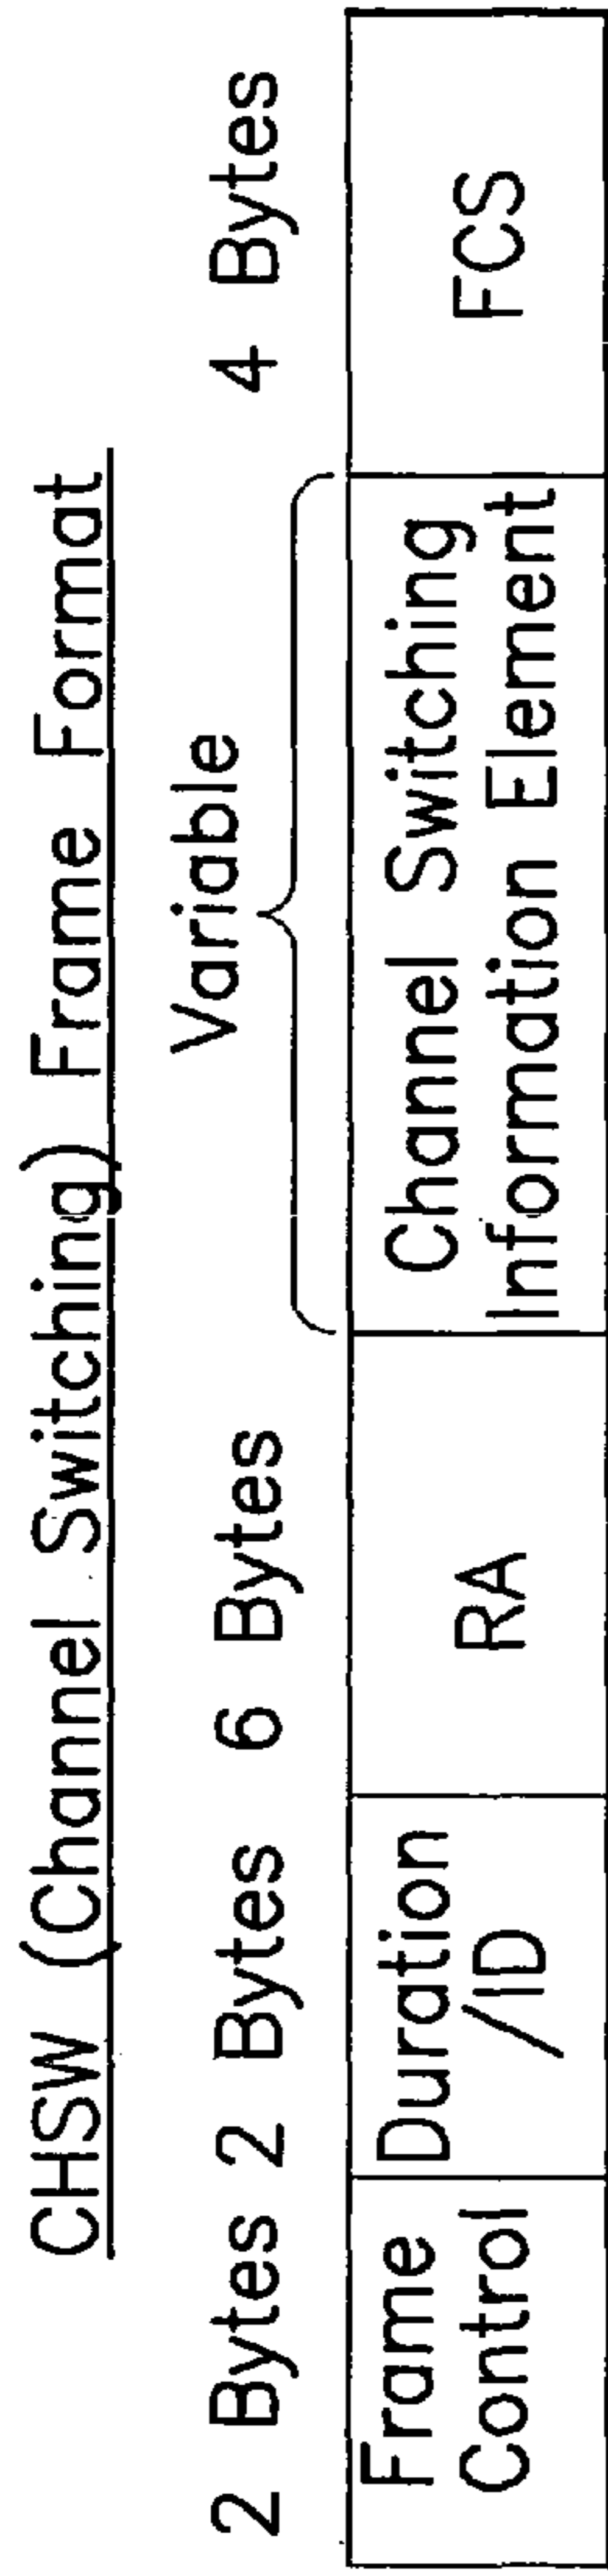 CHSW (Channel Switching) Frame Format
2 Bytes 2 Bytes 6 Bytes Variable 4 Bytes
Frame Control
Duration /ID
RA
Channel Switching
Information Element
FCS